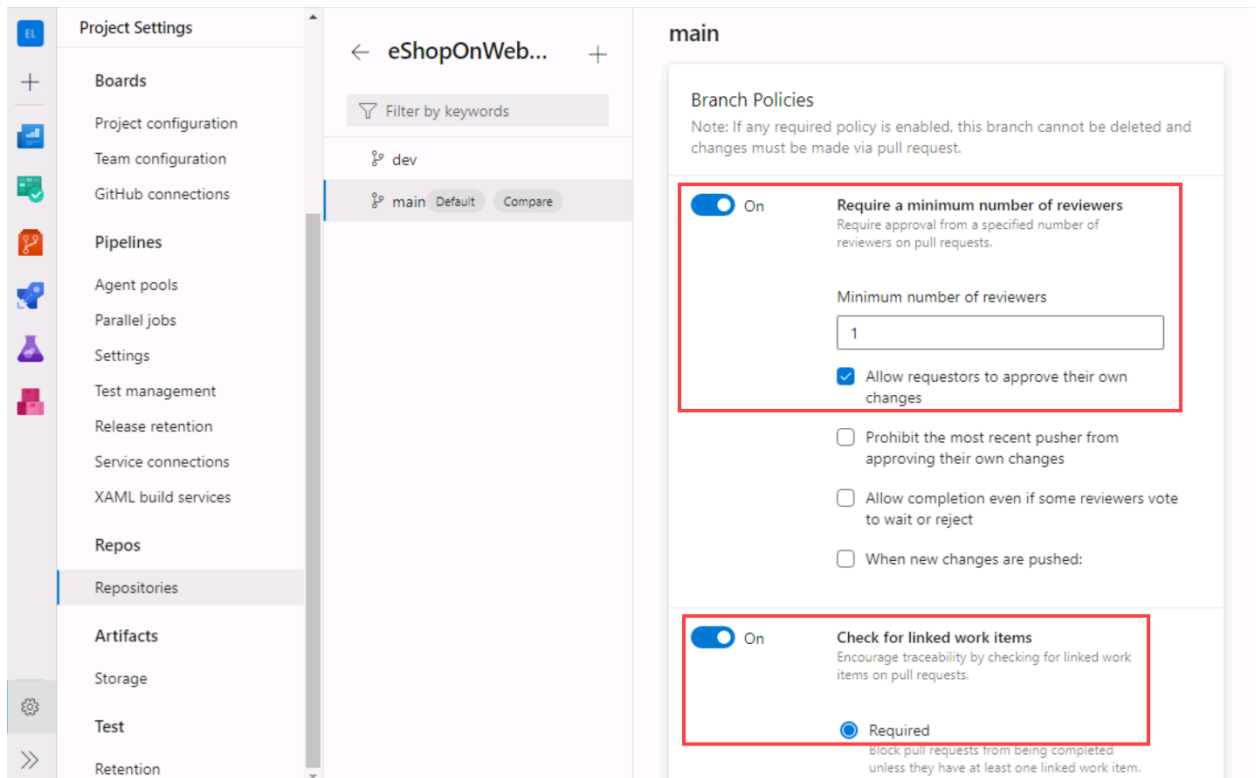 EL
Project Settings
Boards
Project configuration
Team configuration
GitHub connections
Pipelines
Agent pools
Parallel jobs
Settings
Test management
Release retention
Service connections
XAML build services
Repos
Repositories
Artifacts
Storage
Test
Retention
eShopOnWeb...
Filter by keywords
dev
main Default Compare
main
Branch Policies
Note: If any required policy is enabled, this branch cannot be deleted and
changes must be made via pull request.
On
Require a minimum number of reviewers
Require approval from a specified number of
reviewers on pull requests.
Minimum number of reviewers
1
Allow requestors to approve their own
changes
Prohibit the most recent pusher from
approving their own changes
Allow completion even if some reviewers vote
to wait or reject
When new changes are pushed:
On
Check for linked work items
Encourage traceability by checking for linked work
items on pull requests.
Required
Block pull requests from being completed
unless they have at least one linked work item.